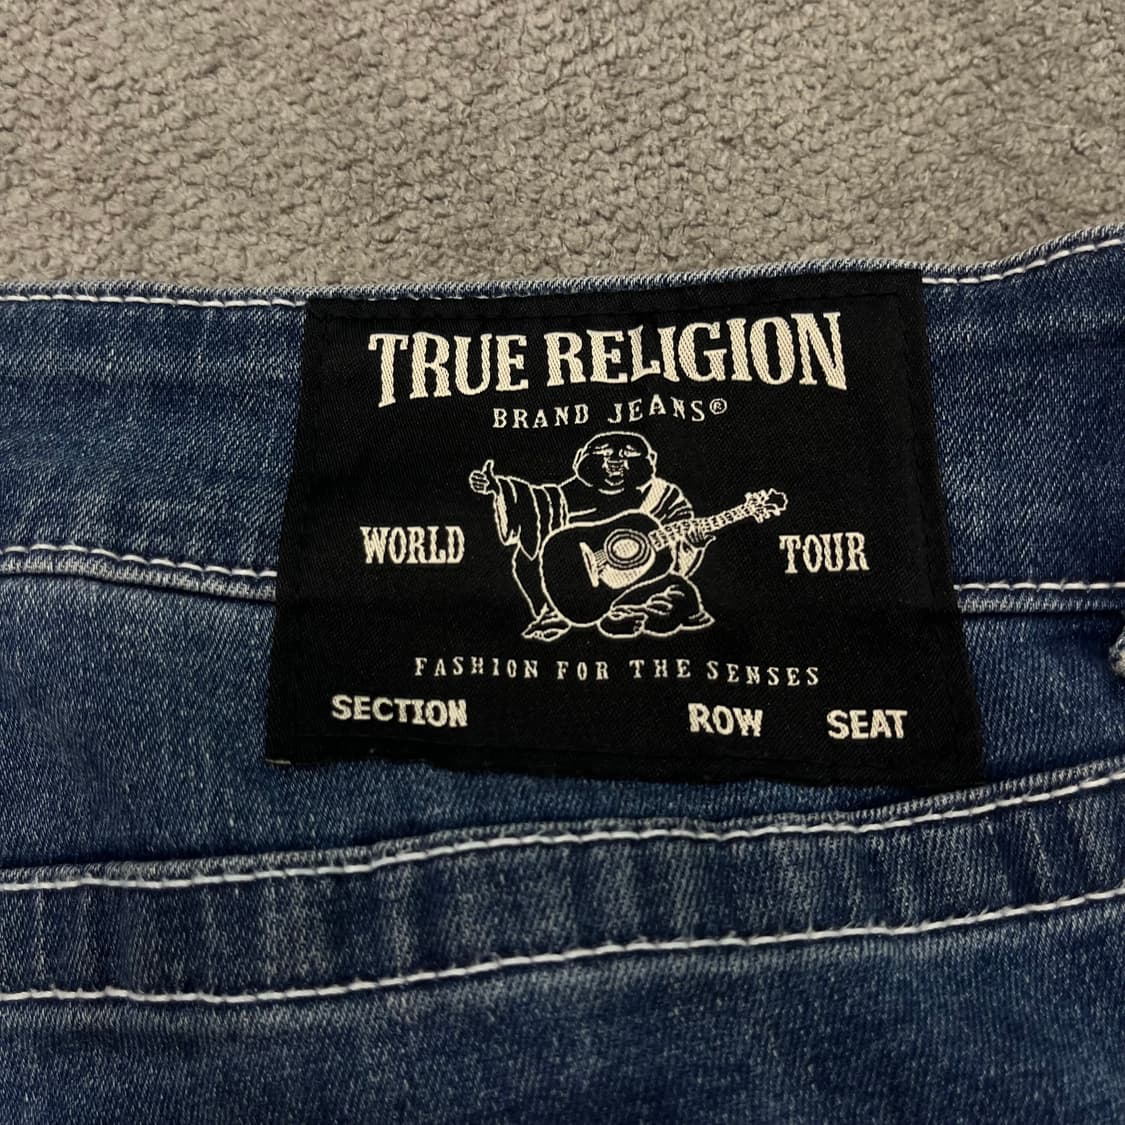 TRUE RELIGION
BRAND JEANS®
WORLD TOUR
FASHION FOR THE SENSES
SECTION ROW SEAT